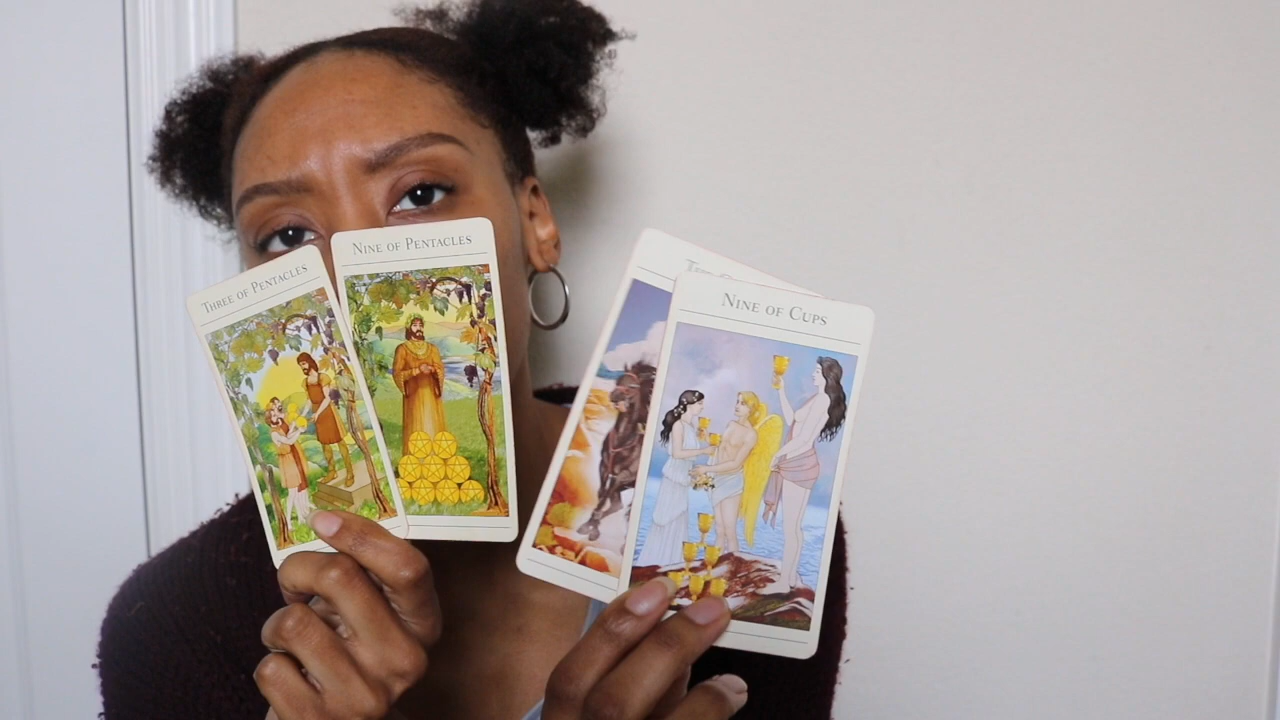 THREE OF PENTACLES
NINE OF PENTACLES
NINE OF CUPS